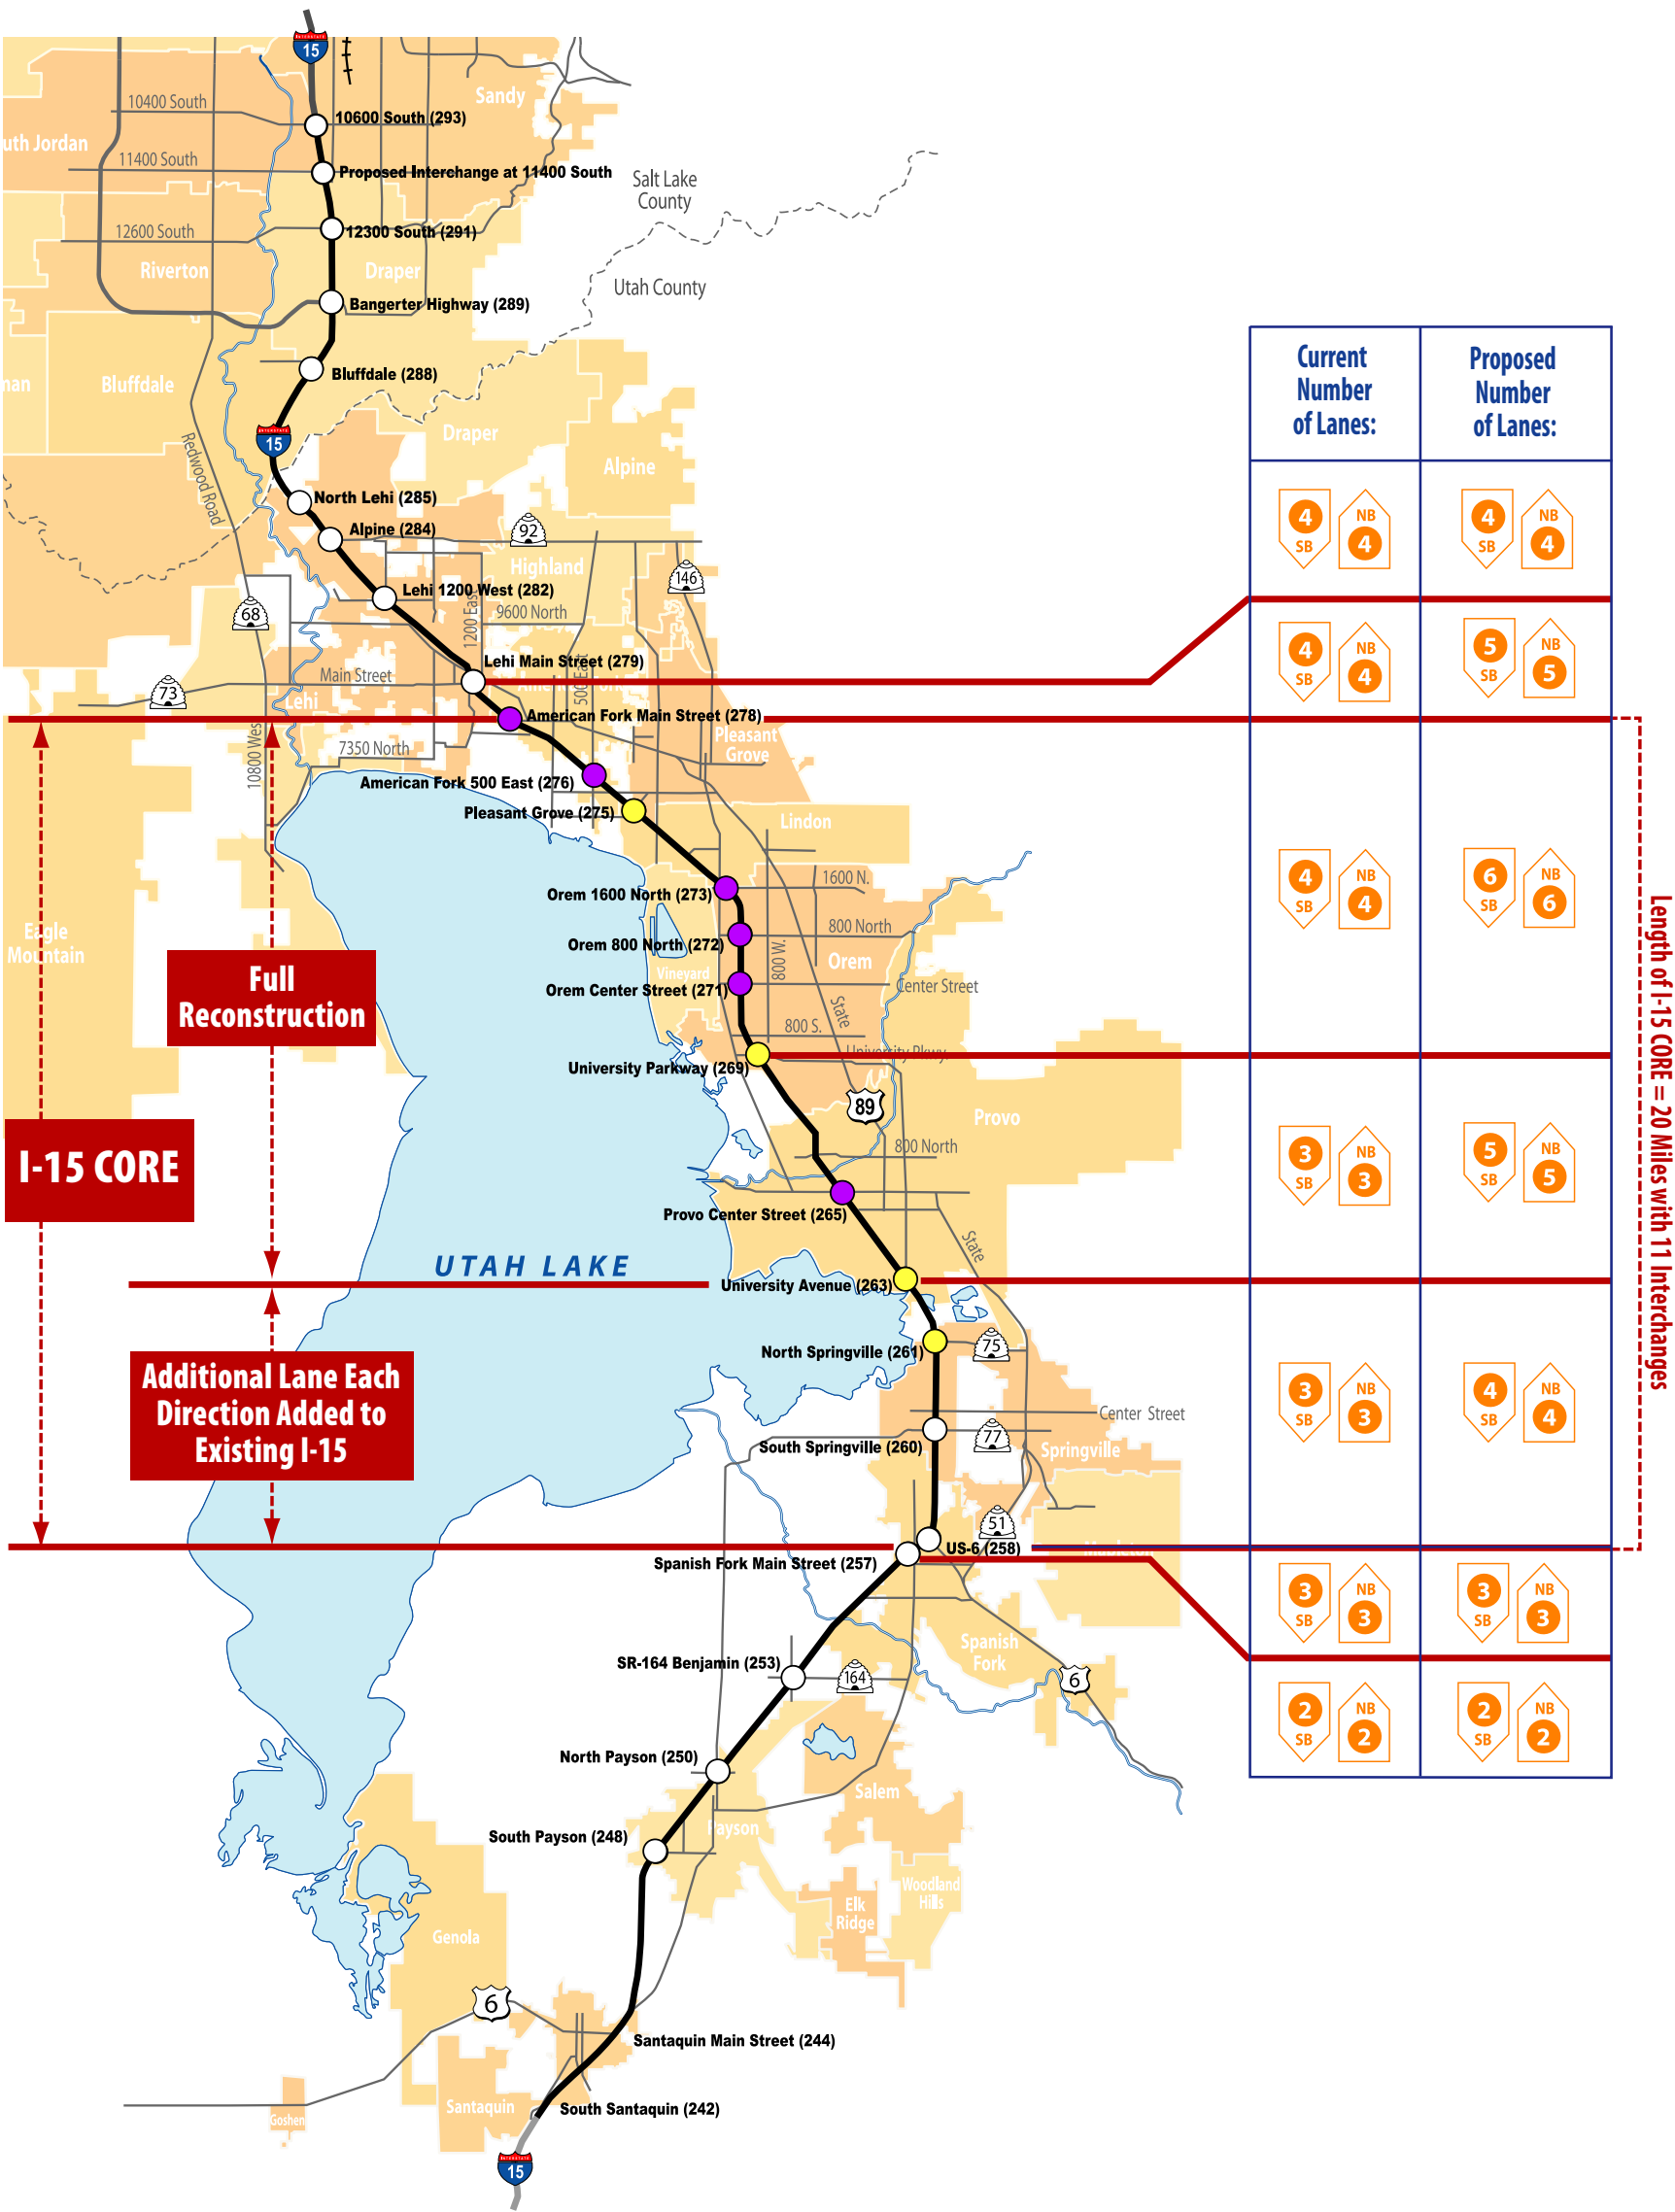 INTERSTATE
15
Sandy
10400 South
10600 South (293)
uth Jordan
11400 South
Proposed Interchange at 11400 South
Salt Lake
County
12600 South
12300 South (291)
Riverton
Draper
Utah County
Bangerter Highway (289)
Bluffdale (288)
man
Bluffdale
Redwood Road
INTERSTATE
15
Draper
Alpine
North Lehi (285)
Alpine (284)
92
Highland
146
Lehi 1200 West (282)
68
1200 East
9600 North
Lehi Main Street (279)
500 East
Main Street
73
Lehi
American Fork Main Street (278)
Pleasant
Grove
10800 Wes
7350 North
American Fork 500 East (276)
Pleasant Grove (275)
Lindon
Orem 1600 North (273)
1600 N.
Orem 800 North (272)
800 North
800 W.
Orem
Eagle
Mountain
Vineyard
Orem Center Street (271)
Center Street
State
800 S.
University Pkwy.
University Parkway (269)
Full
Reconstruction
89
Provo
800 North
I-15 CORE
Provo Center Street (265)
State
UTAH LAKE
University Avenue (263)
North Springville (261)
75
Additional Lane Each
Direction Added to
Existing I-15
Center Street
South Springville (260)
77
Springville
51
US-6 (258)
Mapleton
Spanish Fork Main Street (257)
Spanish
Fork
SR-164 Benjamin (253)
164
6
North Payson (250)
Salem
South Payson (248)
Payson
Woodland
Hills
Elk
Ridge
Genola
6
Santaquin Main Street (244)
Santaquin
South Santaquin (242)
Goshen
INTERSTATE
15
Current
Number
of Lanes:
Proposed
Number
of Lanes:
4 SB NB 4
4 SB NB 4
4 SB NB 4
5 SB NB 5
4 SB NB 4
6 SB NB 6
3 SB NB 3
5 SB NB 5
3 SB NB 3
4 SB NB 4
3 SB NB 3
3 SB NB 3
2 SB NB 2
2 SB NB 2
Length of I-15 CORE = 20 Miles with 11 Interchanges